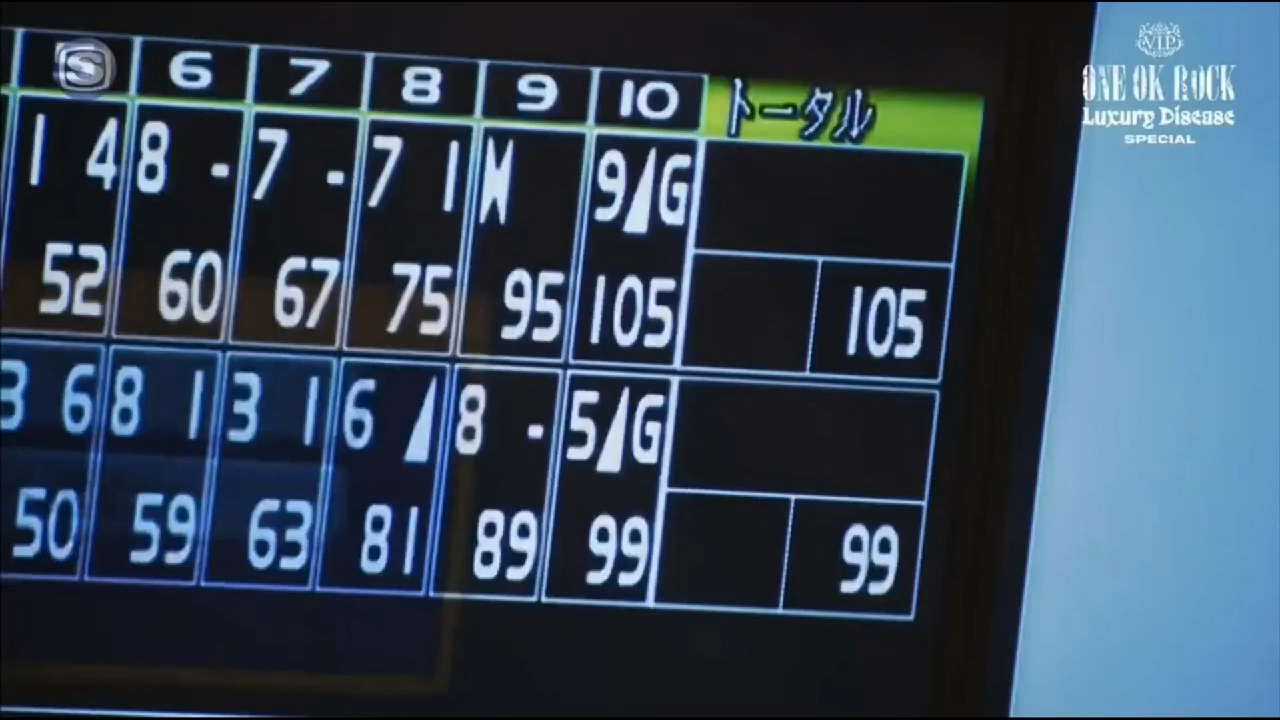 S
VIP
ONE OK ROCK
Luxury Disease
SPECIAL
6 7 8 9 10 トータル
1 4 8 - 7 - 7 1 9 G
52 60 67 75 95 105 105
3 6 8 1 3 1 6 8 - 5 G
50 59 63 81 89 99 99